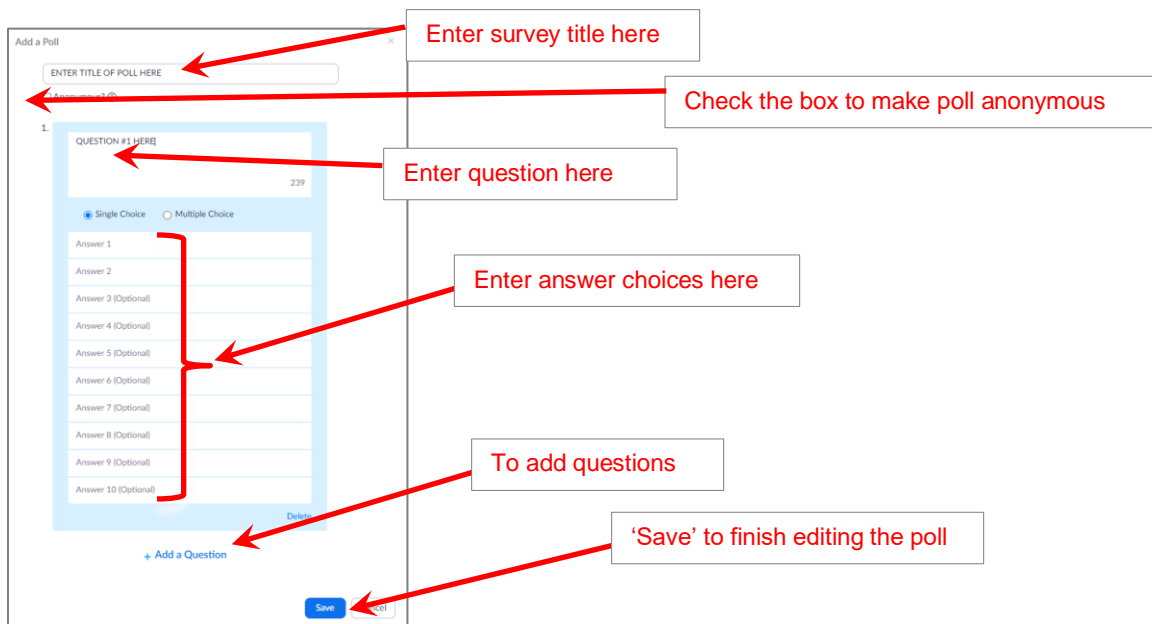 Enter survey title here
Add a Poll
×
ENTER TITLE OF POLL HERE
Check the box to make poll anonymous
Anonymous?
1.
QUESTION #1 HERE
Enter question here
239
Single Choice Multiple Choice
Answer 1
Answer 2
Enter answer choices here
Answer 3 (Optional)
Answer 4 (Optional)
Answer 5 (Optional)
Answer 6 (Optional)
Answer 7 (Optional)
Answer 8 (Optional)
Answer 9 (Optional)
To add questions
Answer 10 (Optional)
Delete
‘Save’ to finish editing the poll
+ Add a Question
Save Cancel